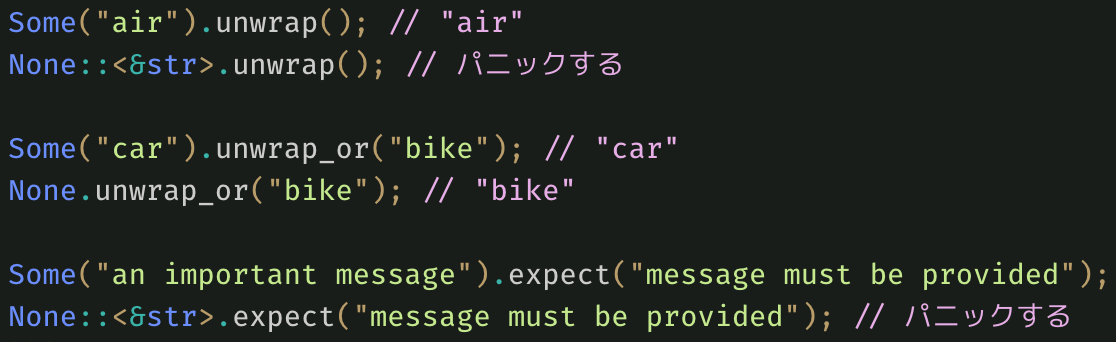 Some("air").unwrap(); // "air"
None::<&str>.unwrap(); // パニックする
Some("car").unwrap_or("bike"); // "car"
None.unwrap_or("bike"); // "bike"
Some("an important message").expect("message must be provided");
None::<&str>.expect("message must be provided"); // パニックする